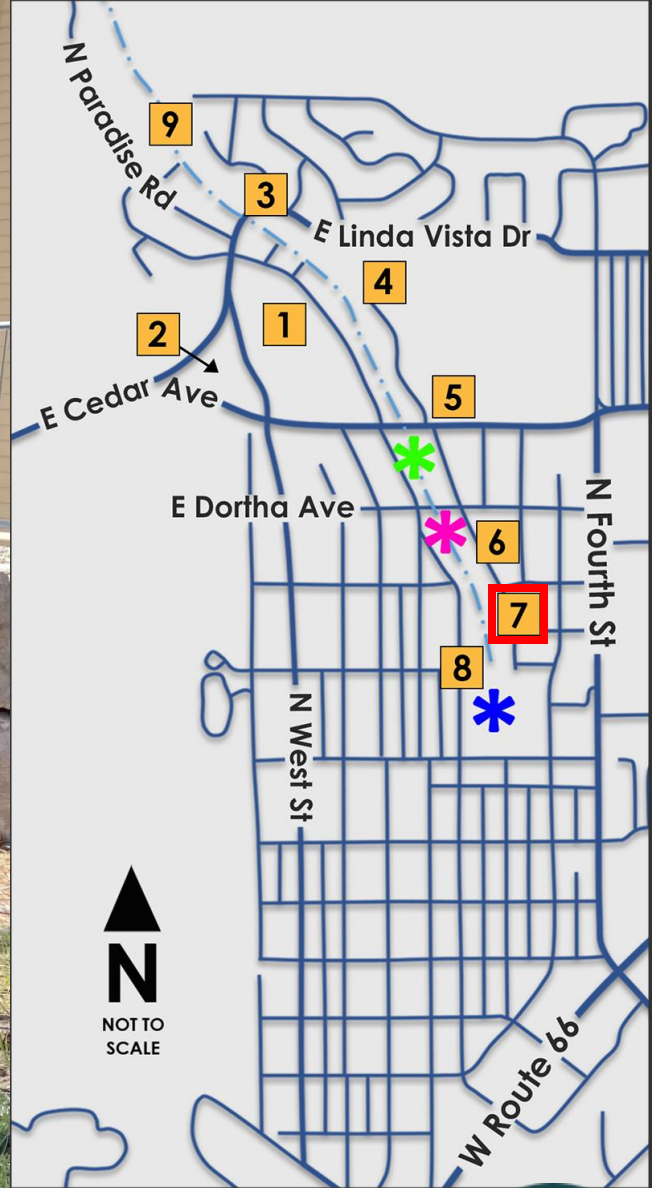 N Paradise Rd
9
3
E Linda Vista Dr
4
1
2
5
E Cedar Ave
E Dortha Ave
N Fourth St
6
7
8
N West St
N
NOT TO
SCALE
W Route 66